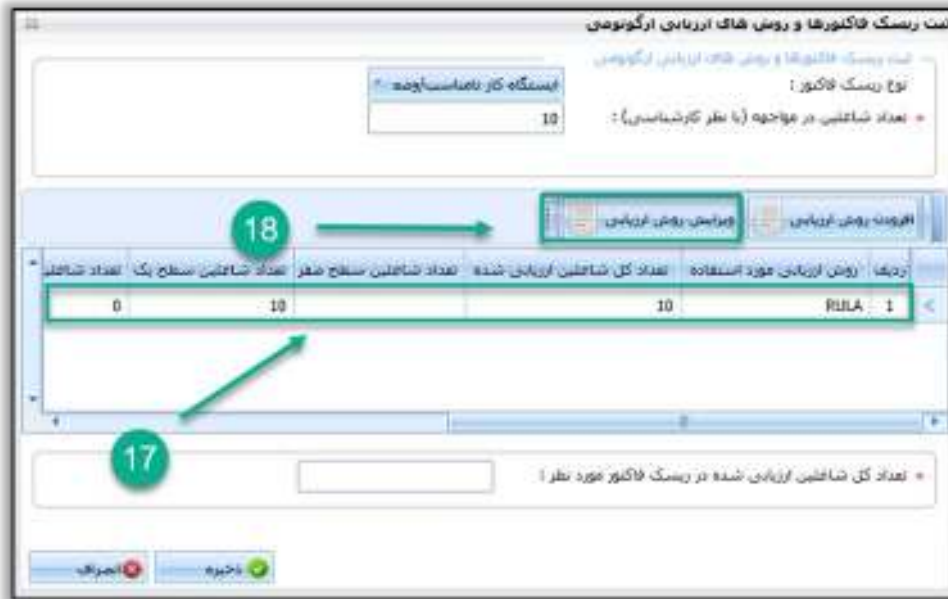 ثبت ریسک فاکتورها و روش های ارزیابی ارگونومی
ثبت ریسک فاکتورها و روش های ارزیابی ارگونومی
نوع ریسک فاکتور : ایستگاه کار نامناسب/وضه
* تعداد شاغلین در مواجهه (با نظر کارشناسی) : 10
افزودن روش ارزیابی ویرایش روش ارزیابی 18
ردیف روش ارزیابی مورد استفاده تعداد کل شاغلین ارزیابی شده تعداد شاغلین سطح صفر تعداد شاغلین سطح یک تعداد شاغلی
1 RULA 10 10 0
17
* تعداد کل شاغلین ارزیابی شده در ریسک فاکتور مورد نظر :
ذخیره انصراف